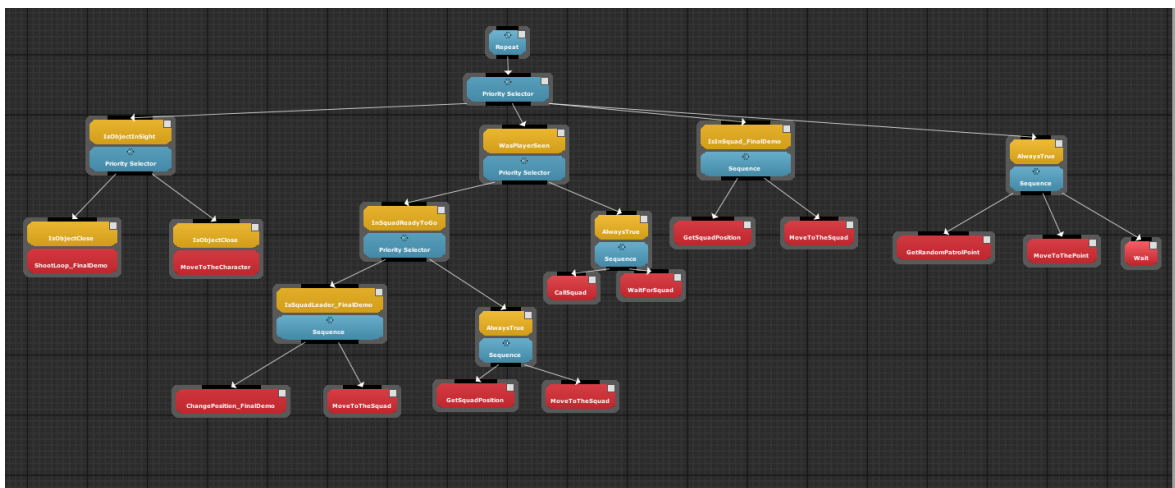 Repeat
Priority Selector
IsObjectInSight
Priority Selector
WasPlayerSeen
Priority Selector
IsInSquad_FinalDemo
Sequence
AlwaysTrue
Sequence
IsObjectClose
ShootLoop_FinalDemo
IsObjectClose
MoveToTheCharacter
InSquadReadyToGo
Priority Selector
AlwaysTrue
Sequence
GetSquadPosition
MoveToTheSquad
GetRandomPatrolPoint
MoveToThePoint
Wait
CallSquad
WaitForSquad
IsSquadLeader_FinalDemo
Sequence
AlwaysTrue
Sequence
ChangePosition_FinalDemo
MoveToTheSquad
GetSquadPosition
MoveToTheSquad